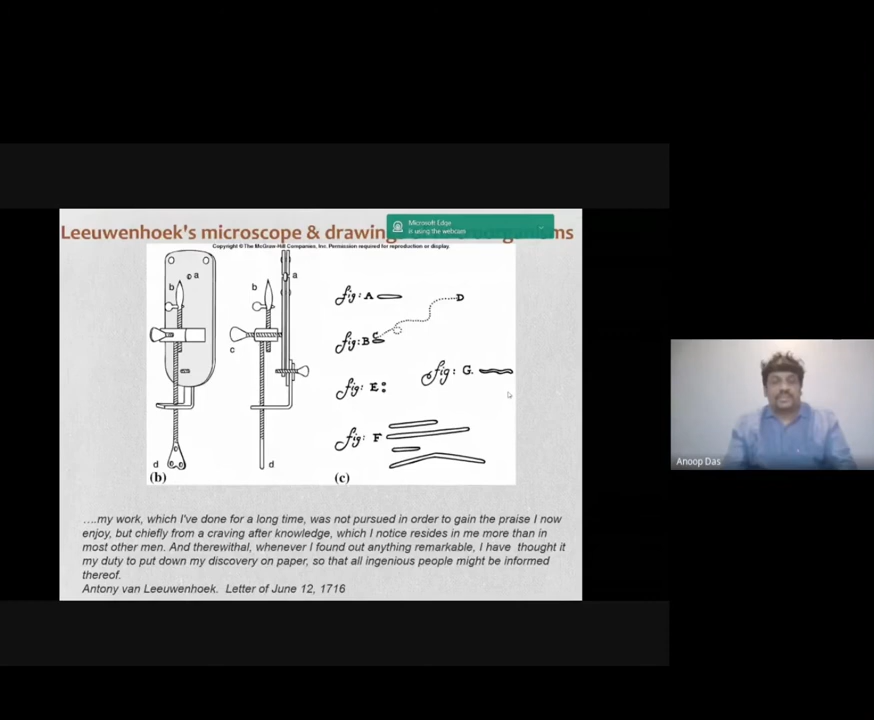 Leeuwenhoek's microscope & drawing
Microsoft Edge
is using the webcam
Copyright © The McGraw-Hill Companies, Inc. Permission required for reproduction or display.
a
b
b
a
c
d
d
(b)
fig: A
D
fig: B C
fig: G.
fig: E
fig: F
(c)
....my work, which I've done for a long time, was not pursued in order to gain the praise I now
enjoy, but chiefly from a craving after knowledge, which I notice resides in me more than in
most other men. And therewithal, whenever I found out anything remarkable, I have thought it
my duty to put down my discovery on paper, so that all ingenious people might be informed
thereof.
Antony van Leeuwenhoek. Letter of June 12, 1716
Anoop Das